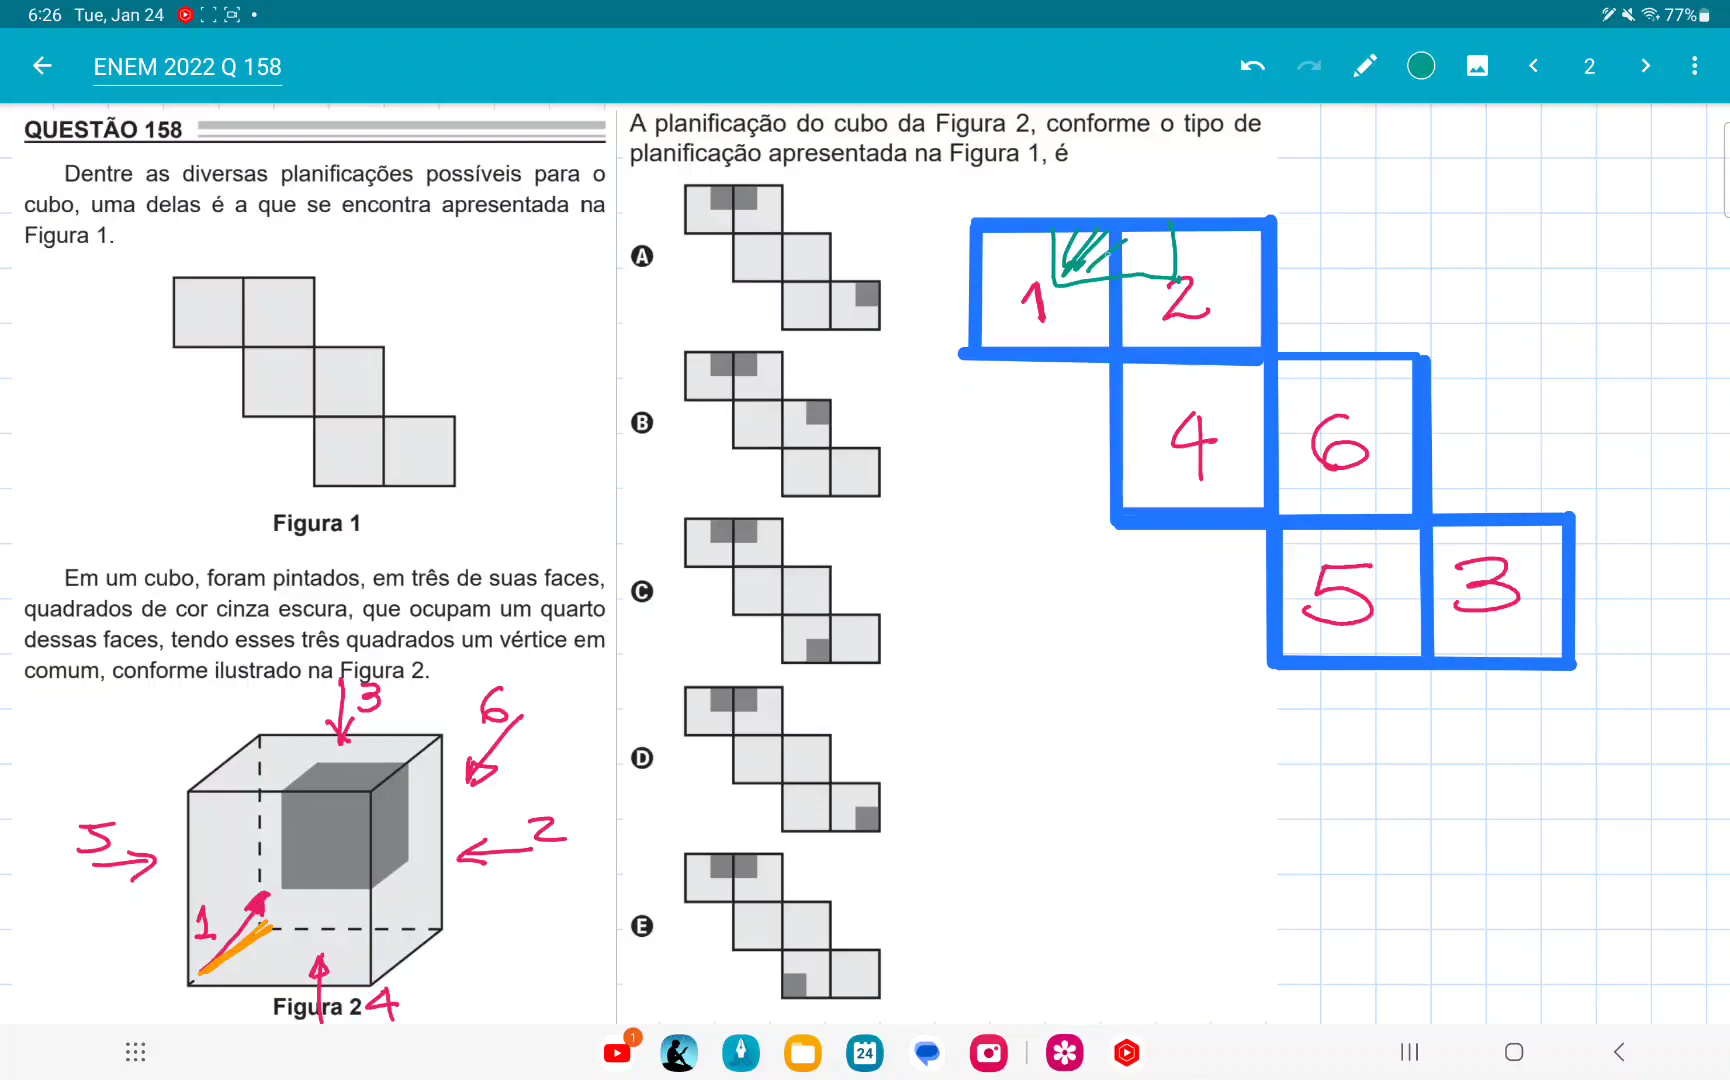 6:26 Tue, Jan 24
77%
ENEM 2022 Q 158
2
QUESTÃO 158
Dentre as diversas planificações possíveis para o
cubo, uma delas é a que se encontra apresentada na
Figura 1.
Figura 1
Em um cubo, foram pintados, em três de suas faces,
quadrados de cor cinza escura, que ocupam um quarto
dessas faces, tendo esses três quadrados um vértice em
comum, conforme ilustrado na Figura 2.
3
6
5
2
1
4
Figura 2
A planificação do cubo da Figura 2, conforme o tipo de
planificação apresentada na Figura 1, é
A
B
C
D
E
1 2
4 6
5 3
1
24